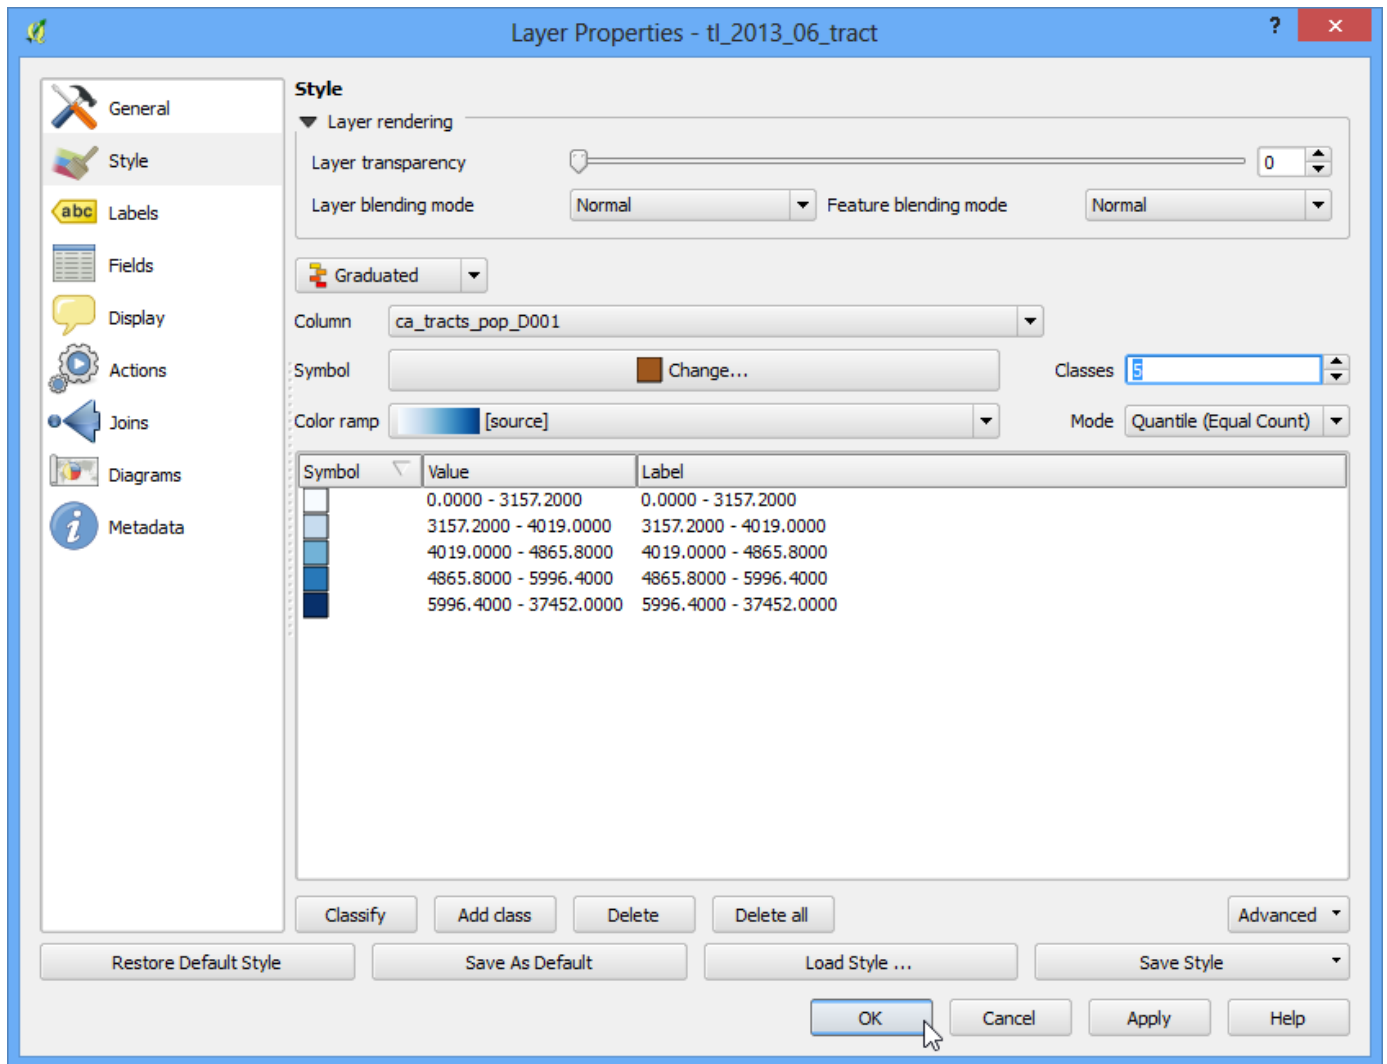 Layer Properties - tl_2013_06_tract
?
General
Style
Labels
Fields
Display
Actions
Joins
Diagrams
Metadata
abc
i
Style
Layer rendering
Layer transparency
0
Layer blending mode Normal Feature blending mode Normal
Graduated
Column ca_tracts_pop_D001
Symbol Change... Classes 5
Color ramp [source] Mode Quantile (Equal Count)
Symbol Value Label
0.0000 - 3157.2000 0.0000 - 3157.2000
3157.2000 - 4019.0000 3157.2000 - 4019.0000
4019.0000 - 4865.8000 4019.0000 - 4865.8000
4865.8000 - 5996.4000 4865.8000 - 5996.4000
5996.4000 - 37452.0000 5996.4000 - 37452.0000
Classify Add class Delete Delete all Advanced
Restore Default Style Save As Default Load Style ... Save Style
OK Cancel Apply Help